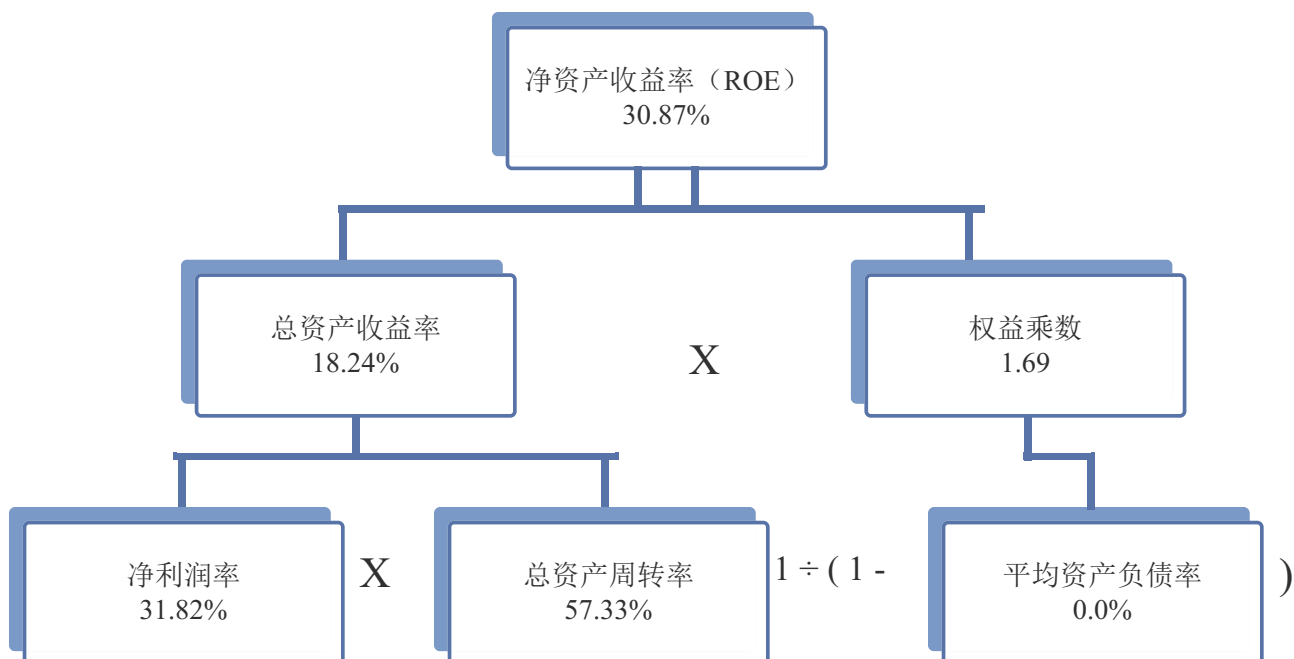 净资产收益率（ROE）
30.87%
总资产收益率
18.24%
X
权益乘数
1.69
净利润率
31.82%
X
总资产周转率
57.33%
1 ÷ ( 1 -
平均资产负债率
0.0%
)